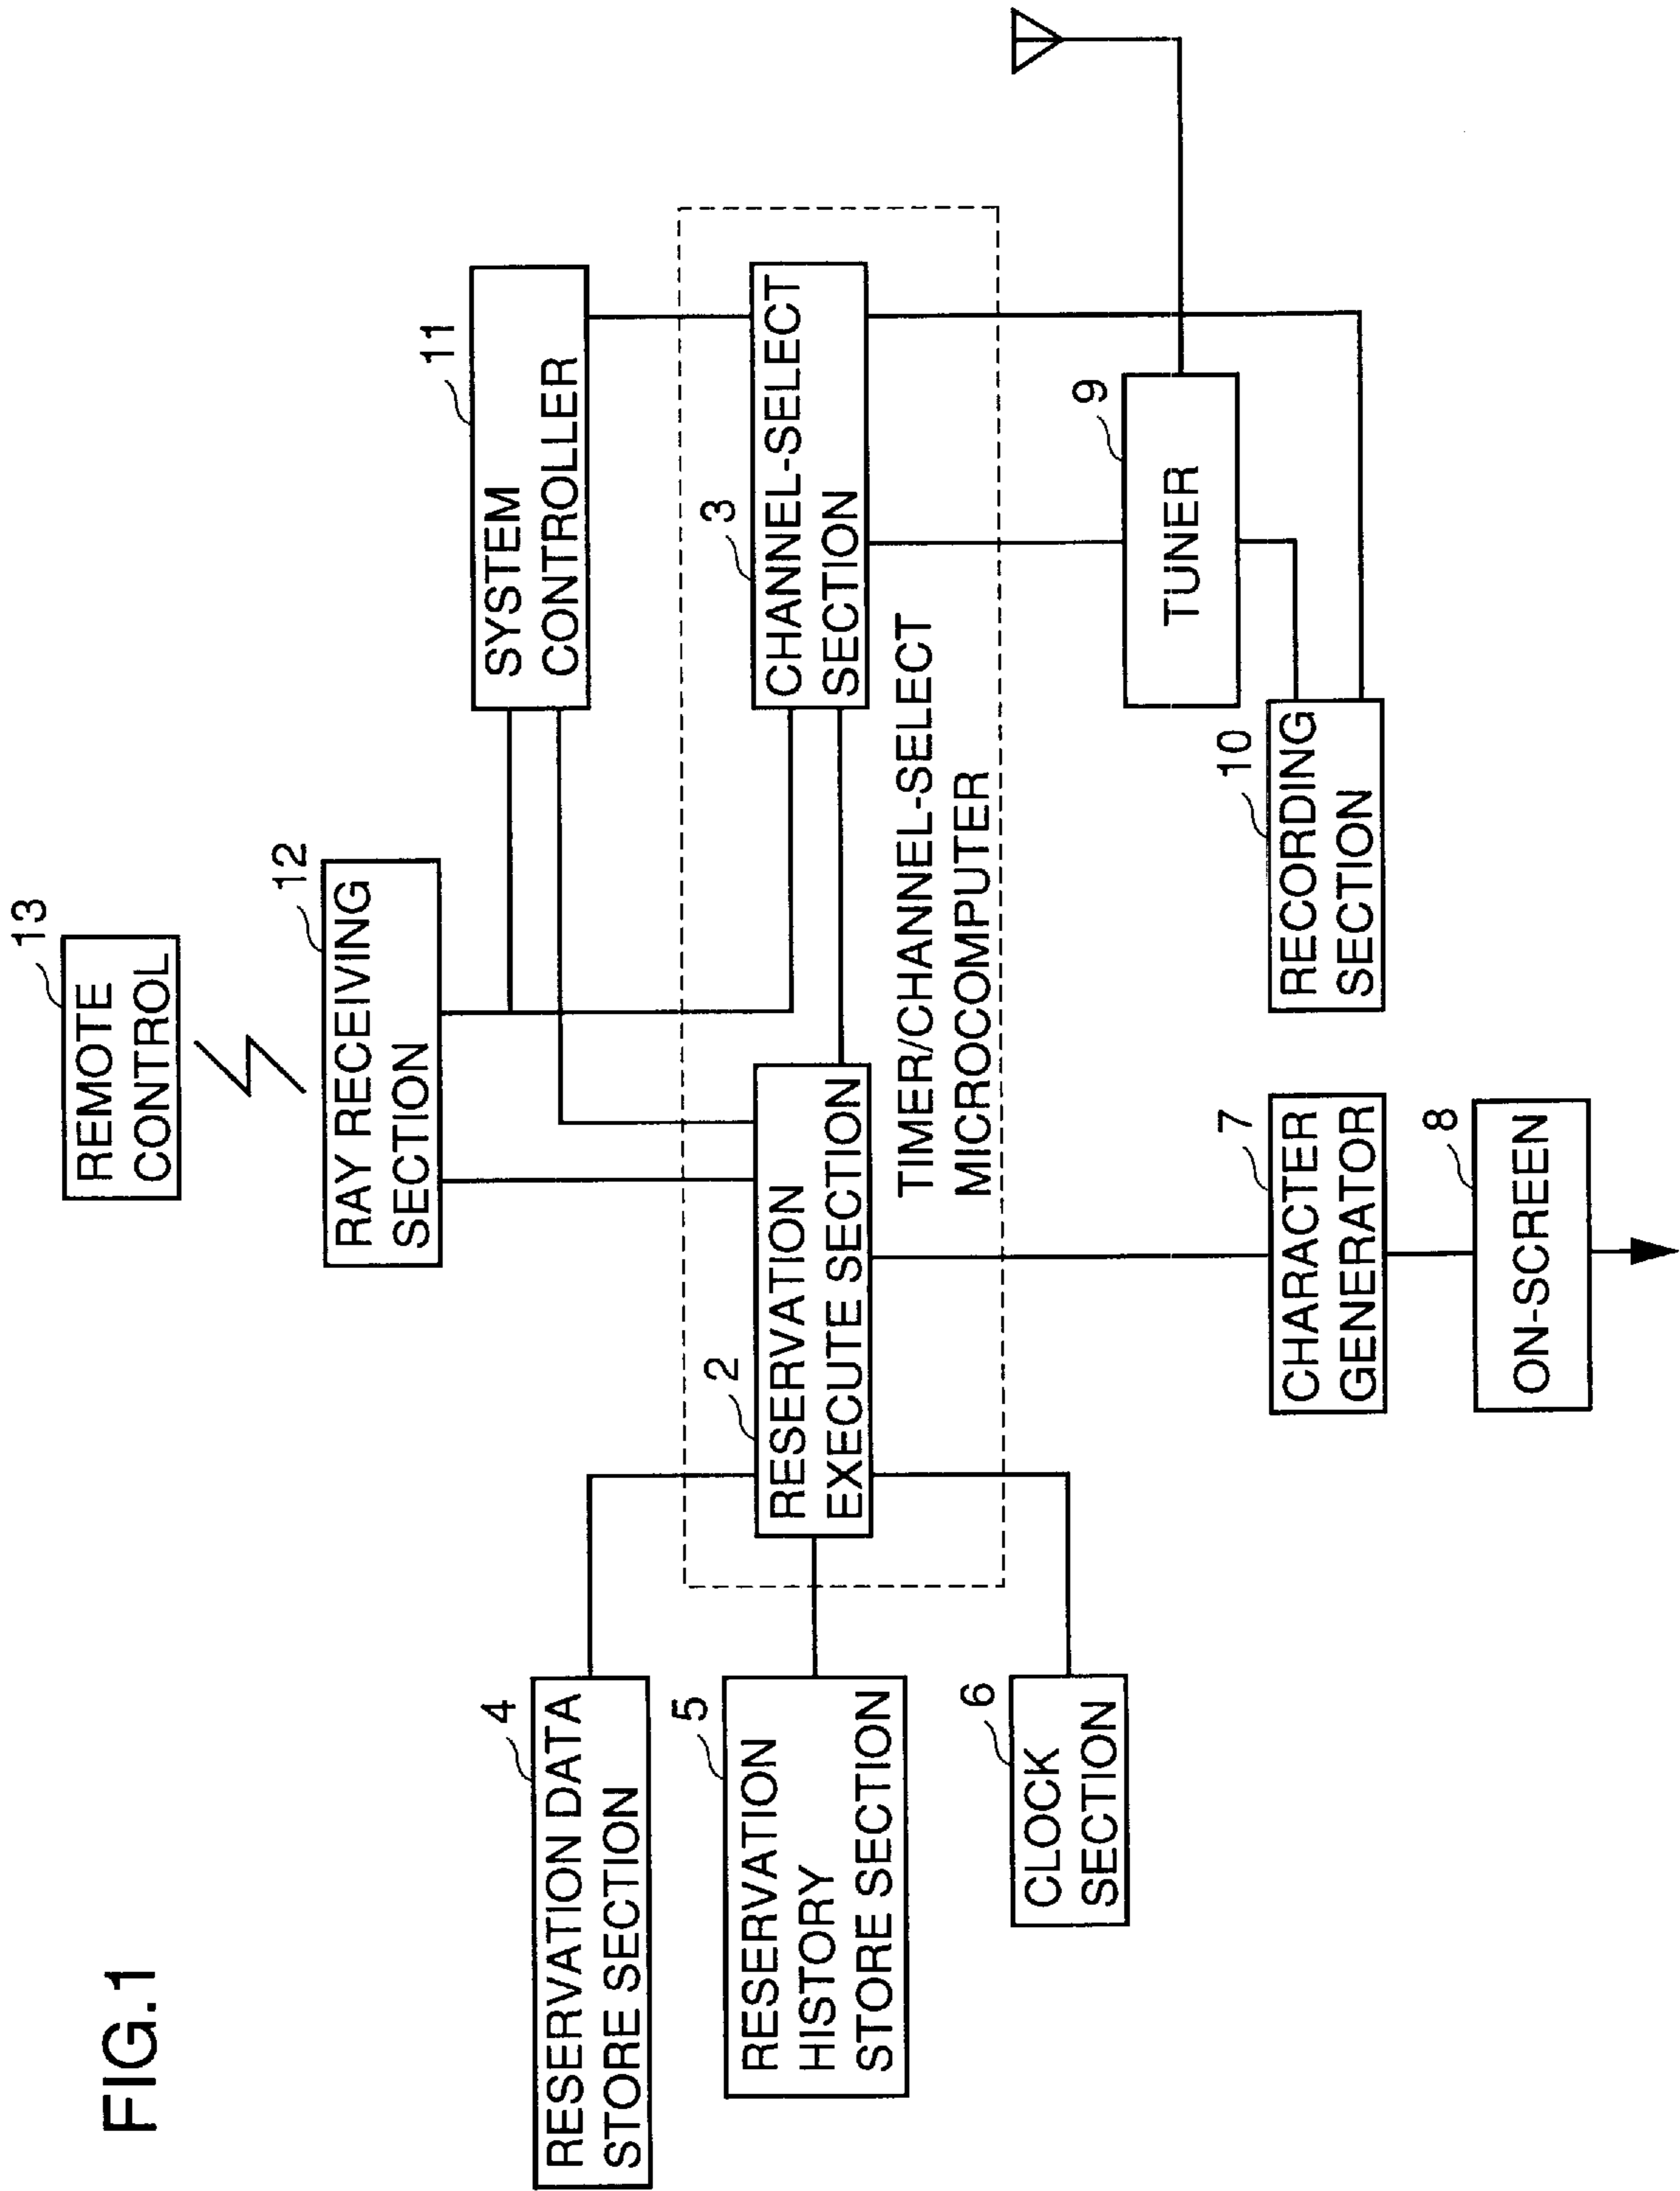 FIG.1
13
REMOTE
CONTROL
12
RAY RECEIVING
SECTION
11
SYSTEM
CONTROLLER
4
RESERVATION DATA
STORE SECTION
5
RESERVATION
HISTORY
STORE SECTION
6
CLOCK
SECTION
2
RESERVATION
EXECUTE SECTION
3
CHANNEL-SELECT
SECTION
TIMER/CHANNEL-SELECT
MICROCOMPUTER
9
TUNER
10
RECORDING
SECTION
7
CHARACTER
GENERATOR
8
ON-SCREEN